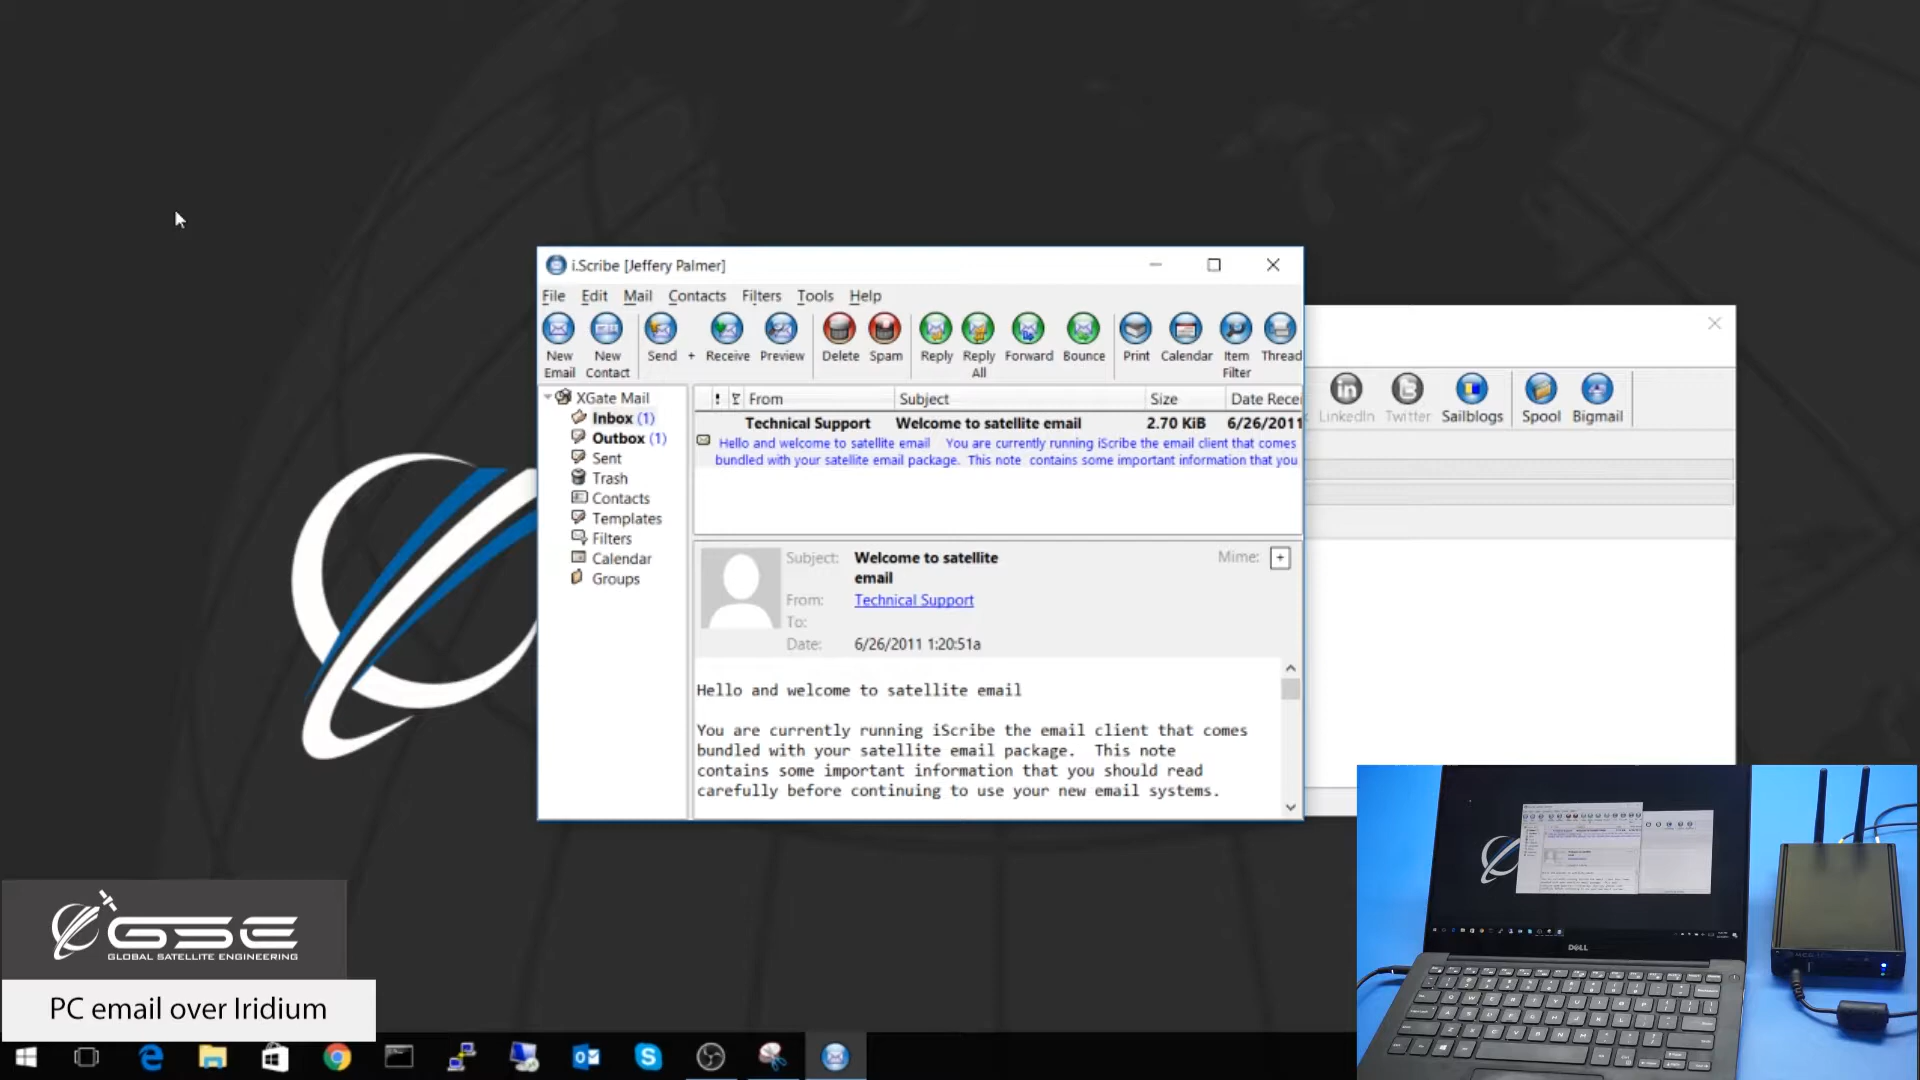 i.Scribe [Jeffery Palmer]
File Edit Mail Contacts Filters Tools Help
New Email
New Contact
Send
+
Receive
Preview
Delete
Spam
Reply
Reply All
Forward
Bounce
Print
Calendar
Item Filter
Thread
LinkedIn
Twitter
Sailblogs
Spool
Bigmail
XGate Mail
Inbox (1)
Outbox (1)
Sent
Trash
Contacts
Templates
Filters
Calendar
Groups
! From Subject Size Date Recei
Technical Support Welcome to satellite email 2.70 KiB 6/26/2011
Hello and welcome to satellite email You are currently running iScribe the email client that comes
bundled with your satellite email package. This note contains some important information that you
Subject: Welcome to satellite
email
Mime: +
From: Technical Support
To:
Date: 6/26/2011 1:20:51a
Hello and welcome to satellite email
You are currently running iScribe the email client that comes
bundled with your satellite email package. This note
contains some important information that you should read
carefully before continuing to use your new email systems.
GSE
GLOBAL SATELLITE ENGINEERING
PC email over Iridium
DELL